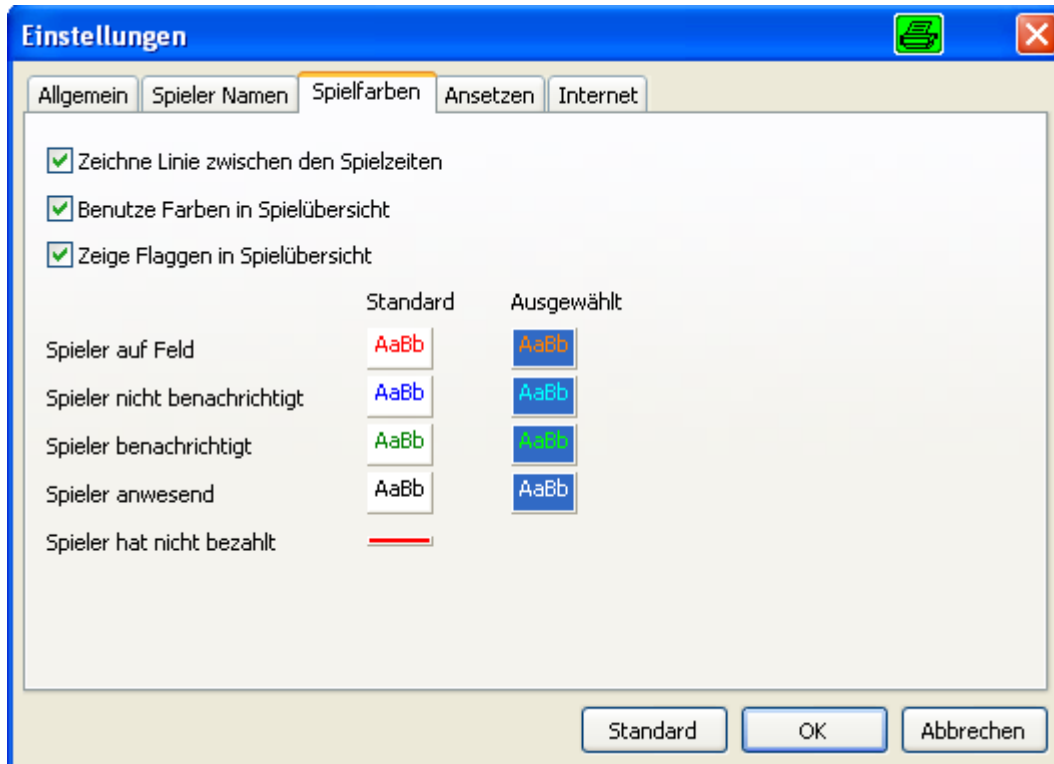 Einstellungen
Allgemein Spieler Namen Spielfarben Ansetzen Internet
Zeichne Linie zwischen den Spielzeiten
Benutze Farben in Spielübersicht
Zeige Flaggen in Spielübersicht
Standard Ausgewählt
Spieler auf Feld AaBb AaBb
Spieler nicht benachrichtigt AaBb AaBb
Spieler benachrichtigt AaBb AaBb
Spieler anwesend AaBb AaBb
Spieler hat nicht bezahlt
Standard OK Abbrechen